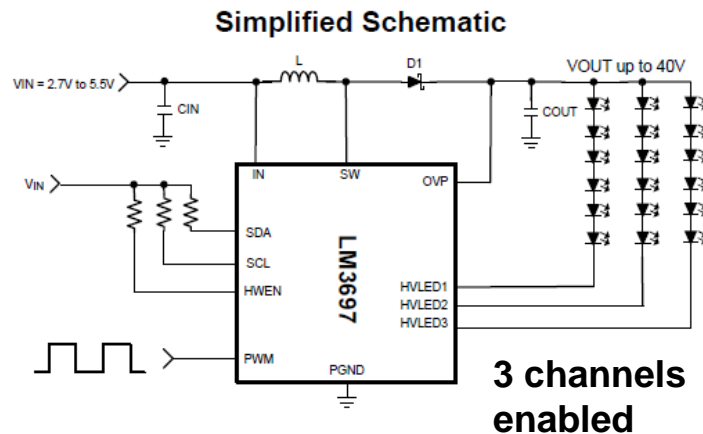 Simplified Schematic
L
D1
VIN = 2.7V to 5.5V
VOUT up to 40V
CIN
COUT
IN
SW
OVP
VIN
SDA
SCL
HWEN
LM3697
HVLED1
HVLED2
HVLED3
PWM
PGND
3 channels
enabled